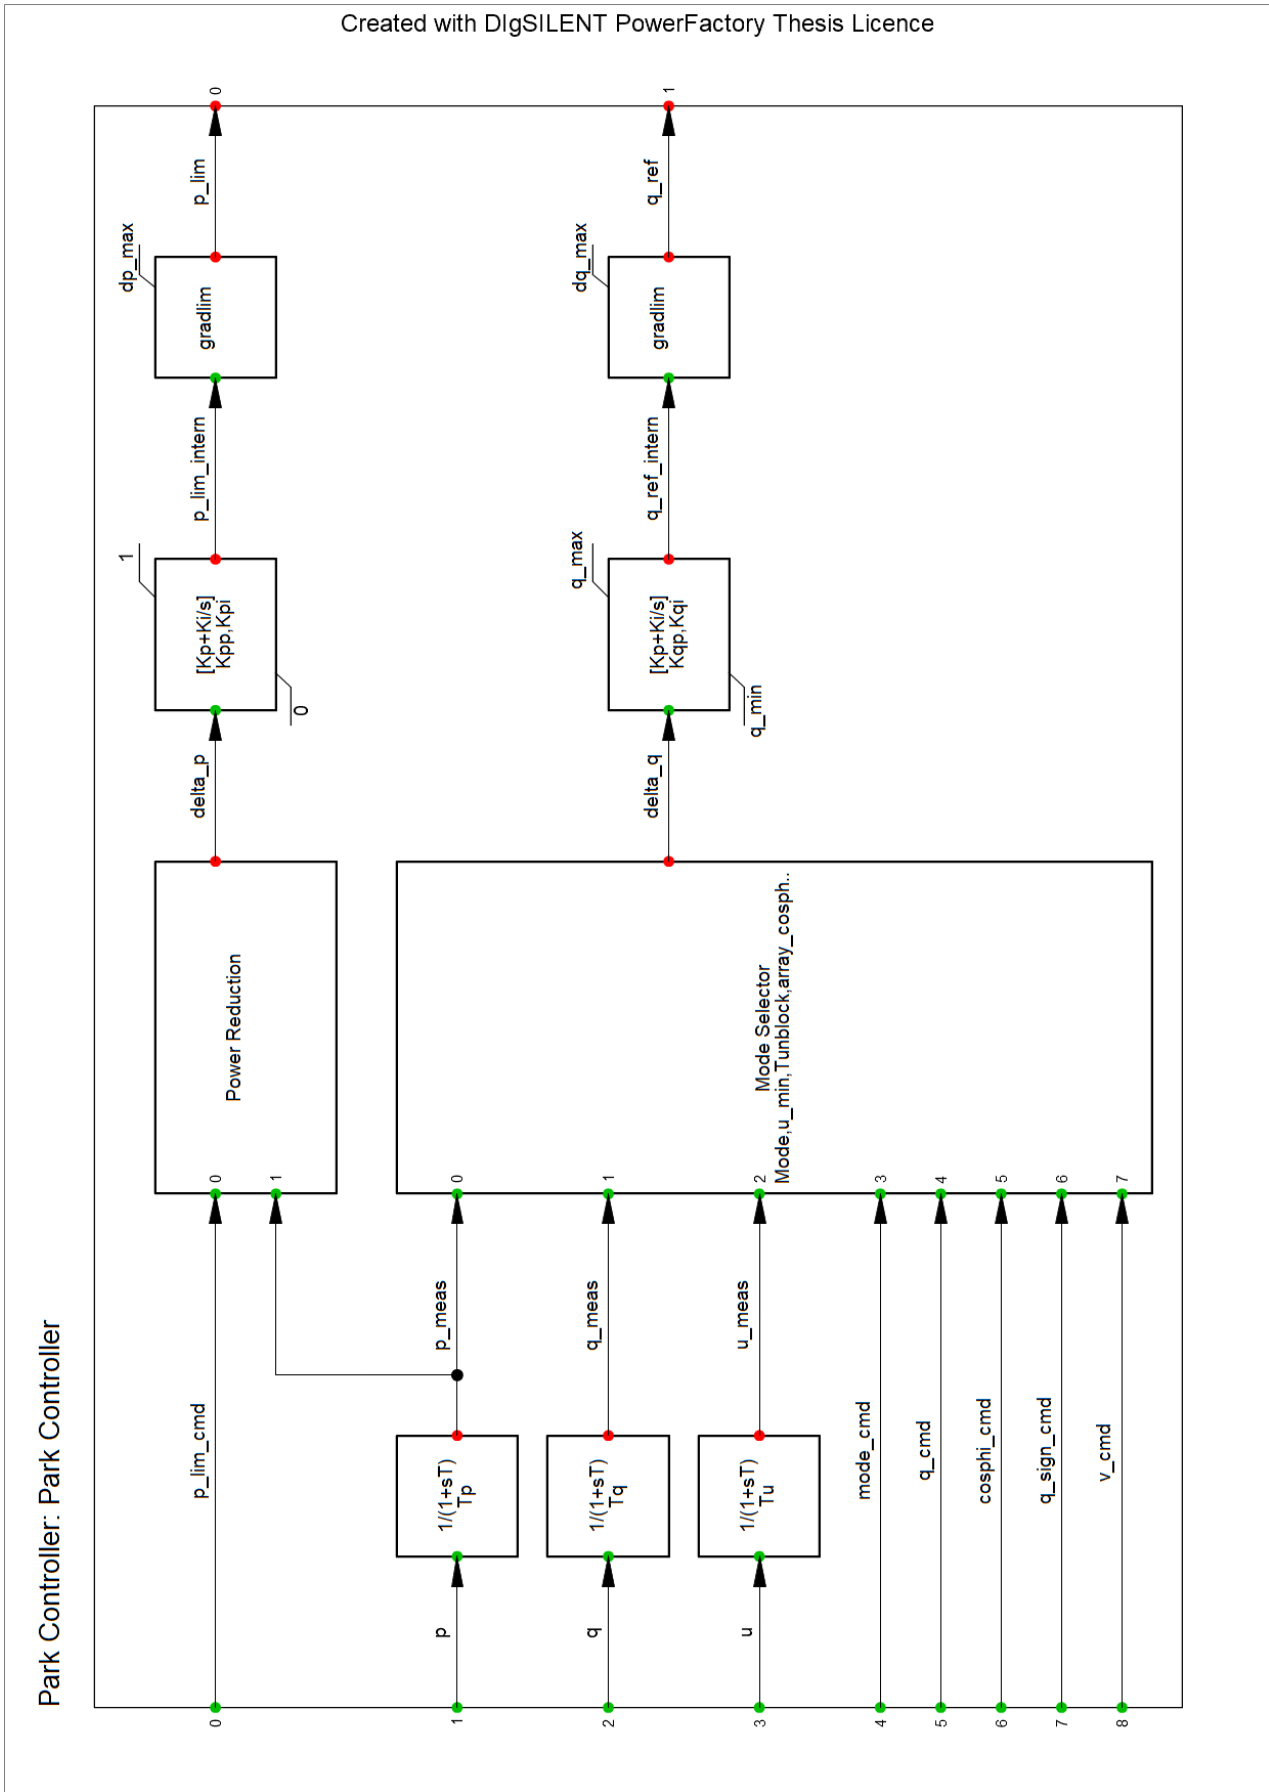 Created with DIgSILENT PowerFactory Thesis Licence
Park Controller: Park Controller
0
p_lim_cmd
0
1
Power Reduction
delta_p
[Kp+Ki/s]
Kpp,Kpi
1
0
p_lim_intern
gradlim
dp_max
p_lim
0
1
p
1/(1+sT)
Tp
p_meas
0
2
q
1/(1+sT)
Tq
q_meas
1
3
u
1/(1+sT)
Tu
u_meas
2
4
mode_cmd
3
5
q_cmd
4
6
cosphi_cmd
5
7
q_sign_cmd
6
8
v_cmd
7
Mode Selector
Mode,u_min,Tunblock,array_cosph..
delta_q
[Kp+Ki/s]
Kqp,Kqi
q_max
q_min
q_ref_intern
gradlim
dq_max
q_ref
1